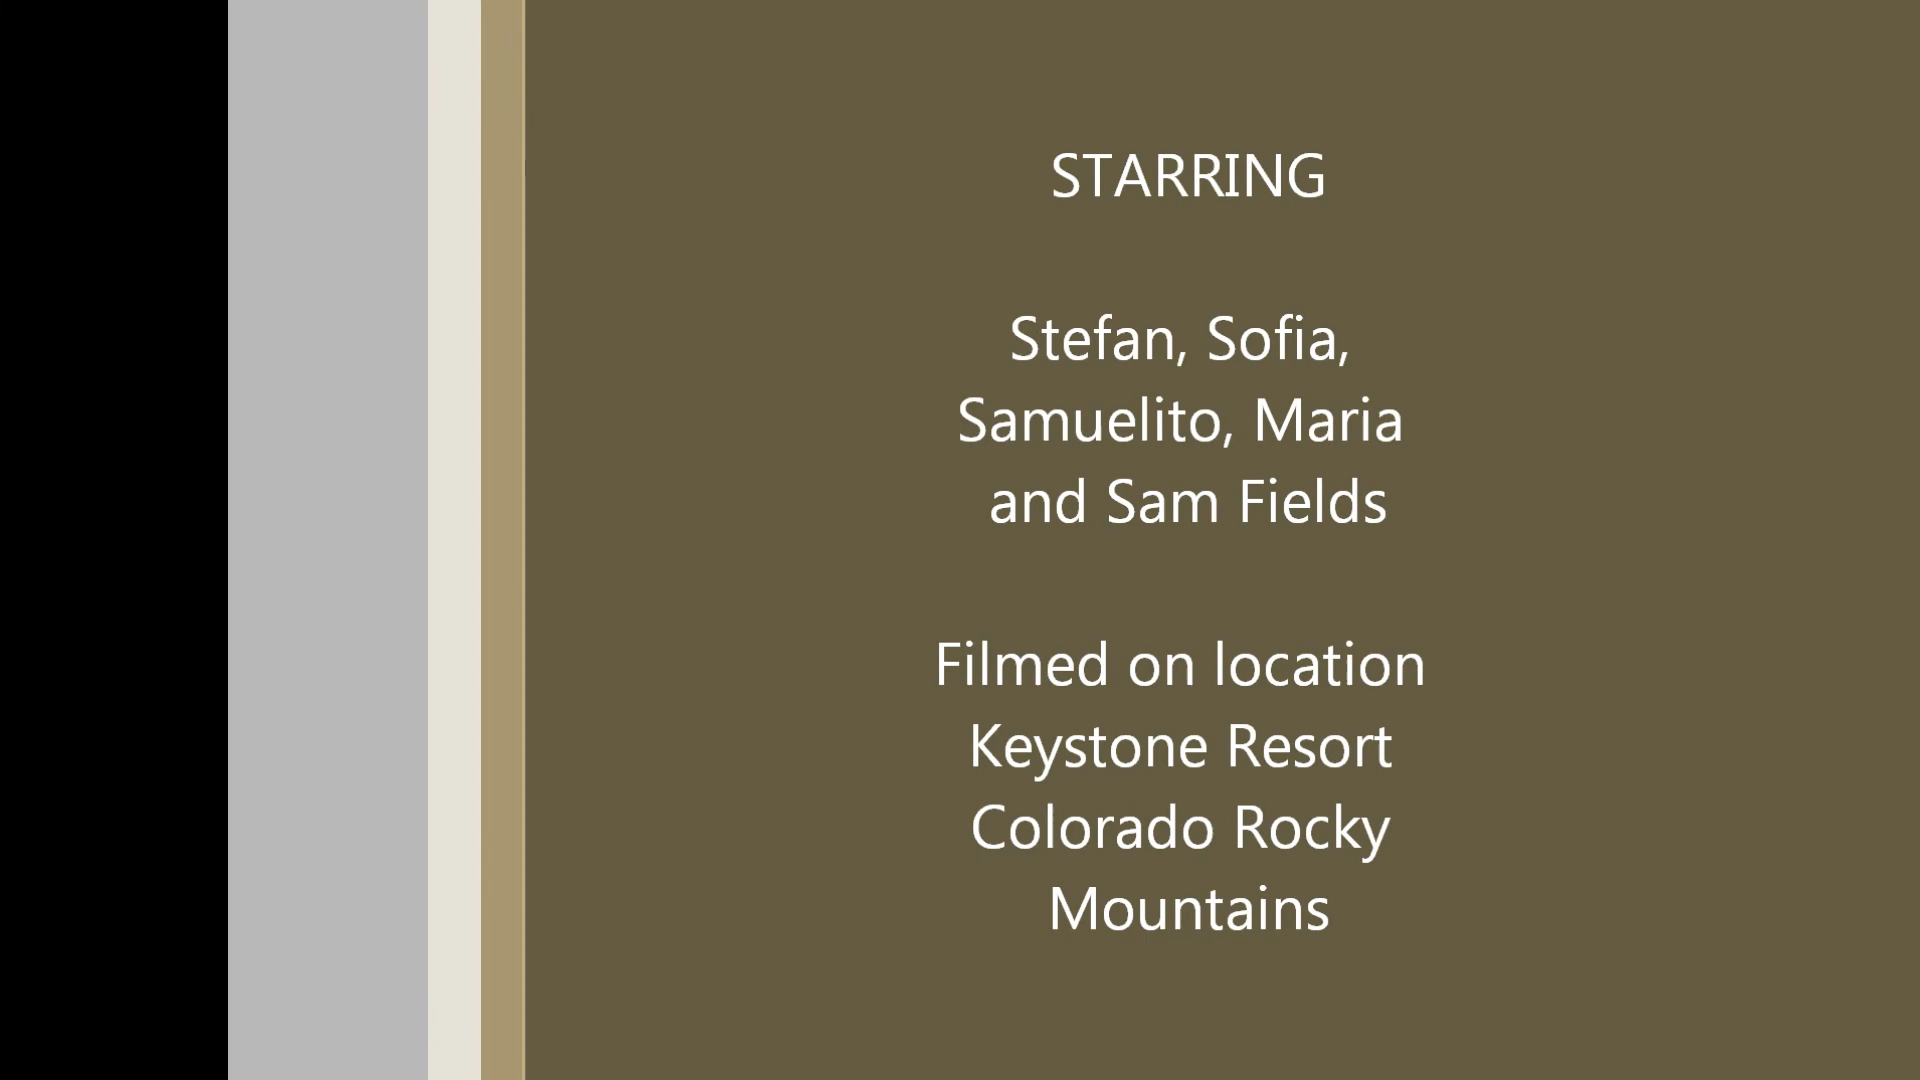 STARRING
Stefan, Sofia,
Samuelito, Maria
and Sam Fields
Filmed on location
Keystone Resort
Colorado Rocky
Mountains